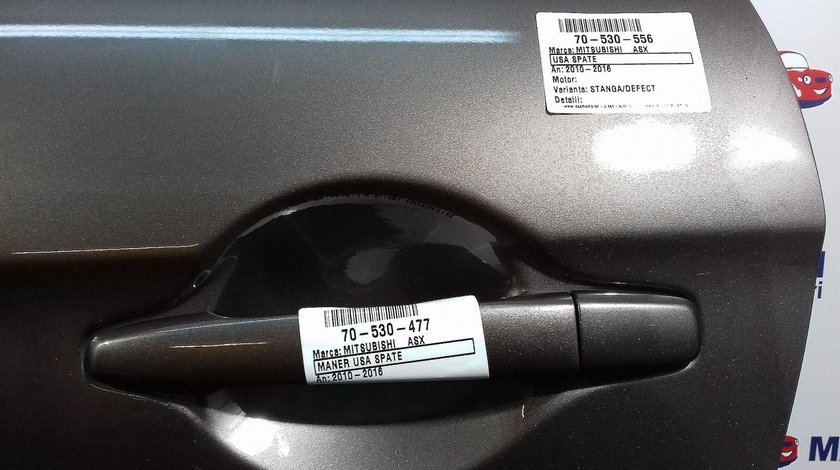 70-530-556
Marca: MITSUBISHI ASX
USA SPATE
An: 2010-2016
Motor:
Varianta: STANGA/DEFECT
Detalii:
70-530-477
Marca: MITSUBISHI ASX
MANER USA SPATE
An: 2010-2016